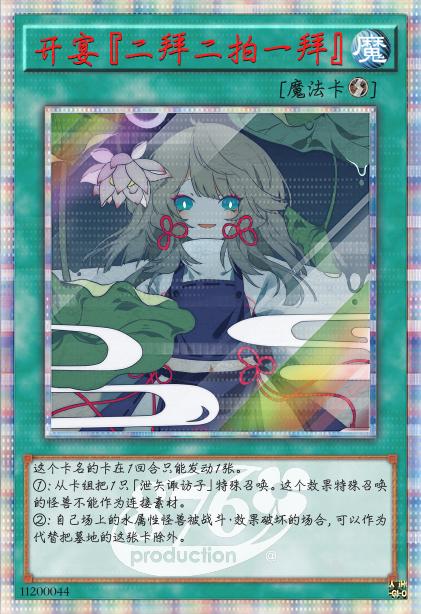 开宴『二拜二拍一拜』 魔
[魔法卡]
这个卡名的卡在1回合只能发动1张。
①:从卡组把1只「泄矢诹访子」特殊召唤。这个效果特殊召唤
的怪兽不能作为连接素材。
②:自己场上的水属性怪兽被战斗·效果破坏的场合,可以作为
代替把墓地的这张卡除外。
production @
11200044